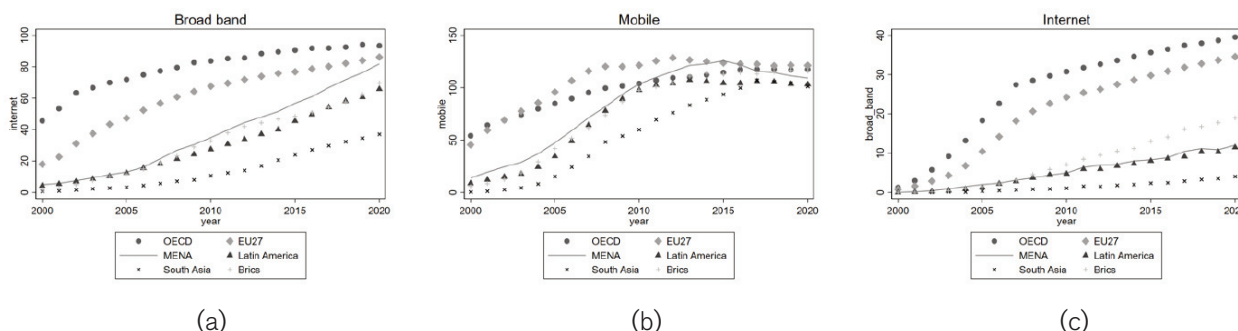 Broad band
internet
0 20 40 60 80 100
2000 2005 2010 2015 2020
year
OECD EU27
MENA Latin America
South Asia Brics
(a)
Mobile
mobile
0 50 100 150
2000 2005 2010 2015 2020
year
OECD EU27
MENA Latin America
South Asia Brics
(b)
Internet
broad_band
0 10 20 30 40
2000 2005 2010 2015 2020
year
OECD EU27
MENA Latin America
South Asia Brics
(c)